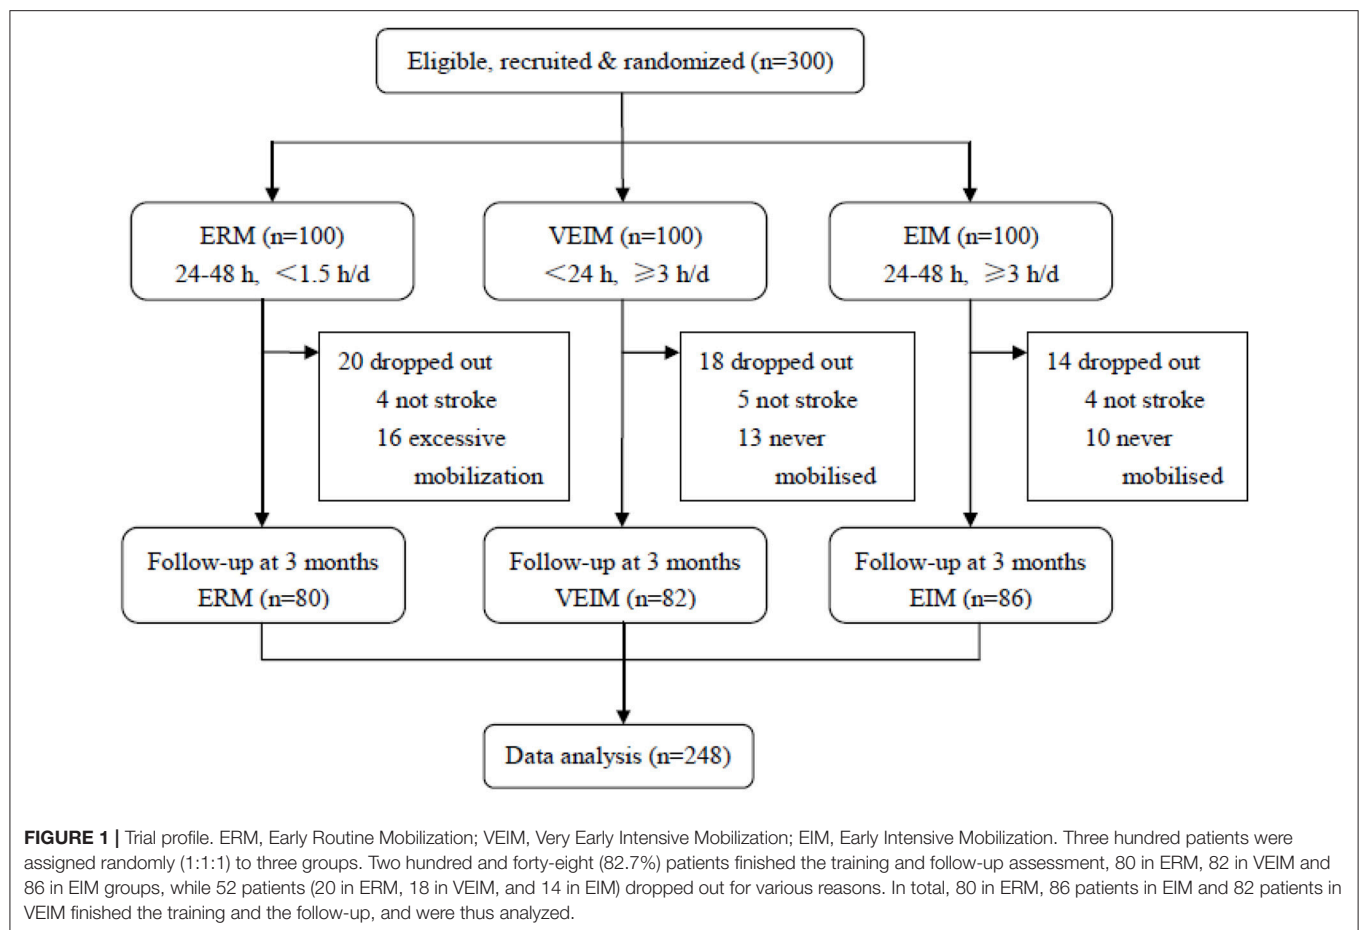 Eligible, recruited & randomized (n=300)
ERM (n=100)
24-48 h, <1.5 h/d
VEIM (n=100)
<24 h, ⩾3 h/d
EIM (n=100)
24-48 h, ⩾3 h/d
20 dropped out
4 not stroke
16 excessive
mobilization
18 dropped out
5 not stroke
13 never
mobilised
14 dropped out
4 not stroke
10 never
mobilised
Follow-up at 3 months
ERM (n=80)
Follow-up at 3 months
VEIM (n=82)
Follow-up at 3 months
EIM (n=86)
Data analysis (n=248)
FIGURE 1 | Trial profile. ERM, Early Routine Mobilization; VEIM, Very Early Intensive Mobilization; EIM, Early Intensive Mobilization. Three hundred patients were
assigned randomly (1:1:1) to three groups. Two hundred and forty-eight (82.7%) patients finished the training and follow-up assessment, 80 in ERM, 82 in VEIM and
86 in EIM groups, while 52 patients (20 in ERM, 18 in VEIM, and 14 in EIM) dropped out for various reasons. In total, 80 in ERM, 86 patients in EIM and 82 patients in
VEIM finished the training and the follow-up, and were thus analyzed.